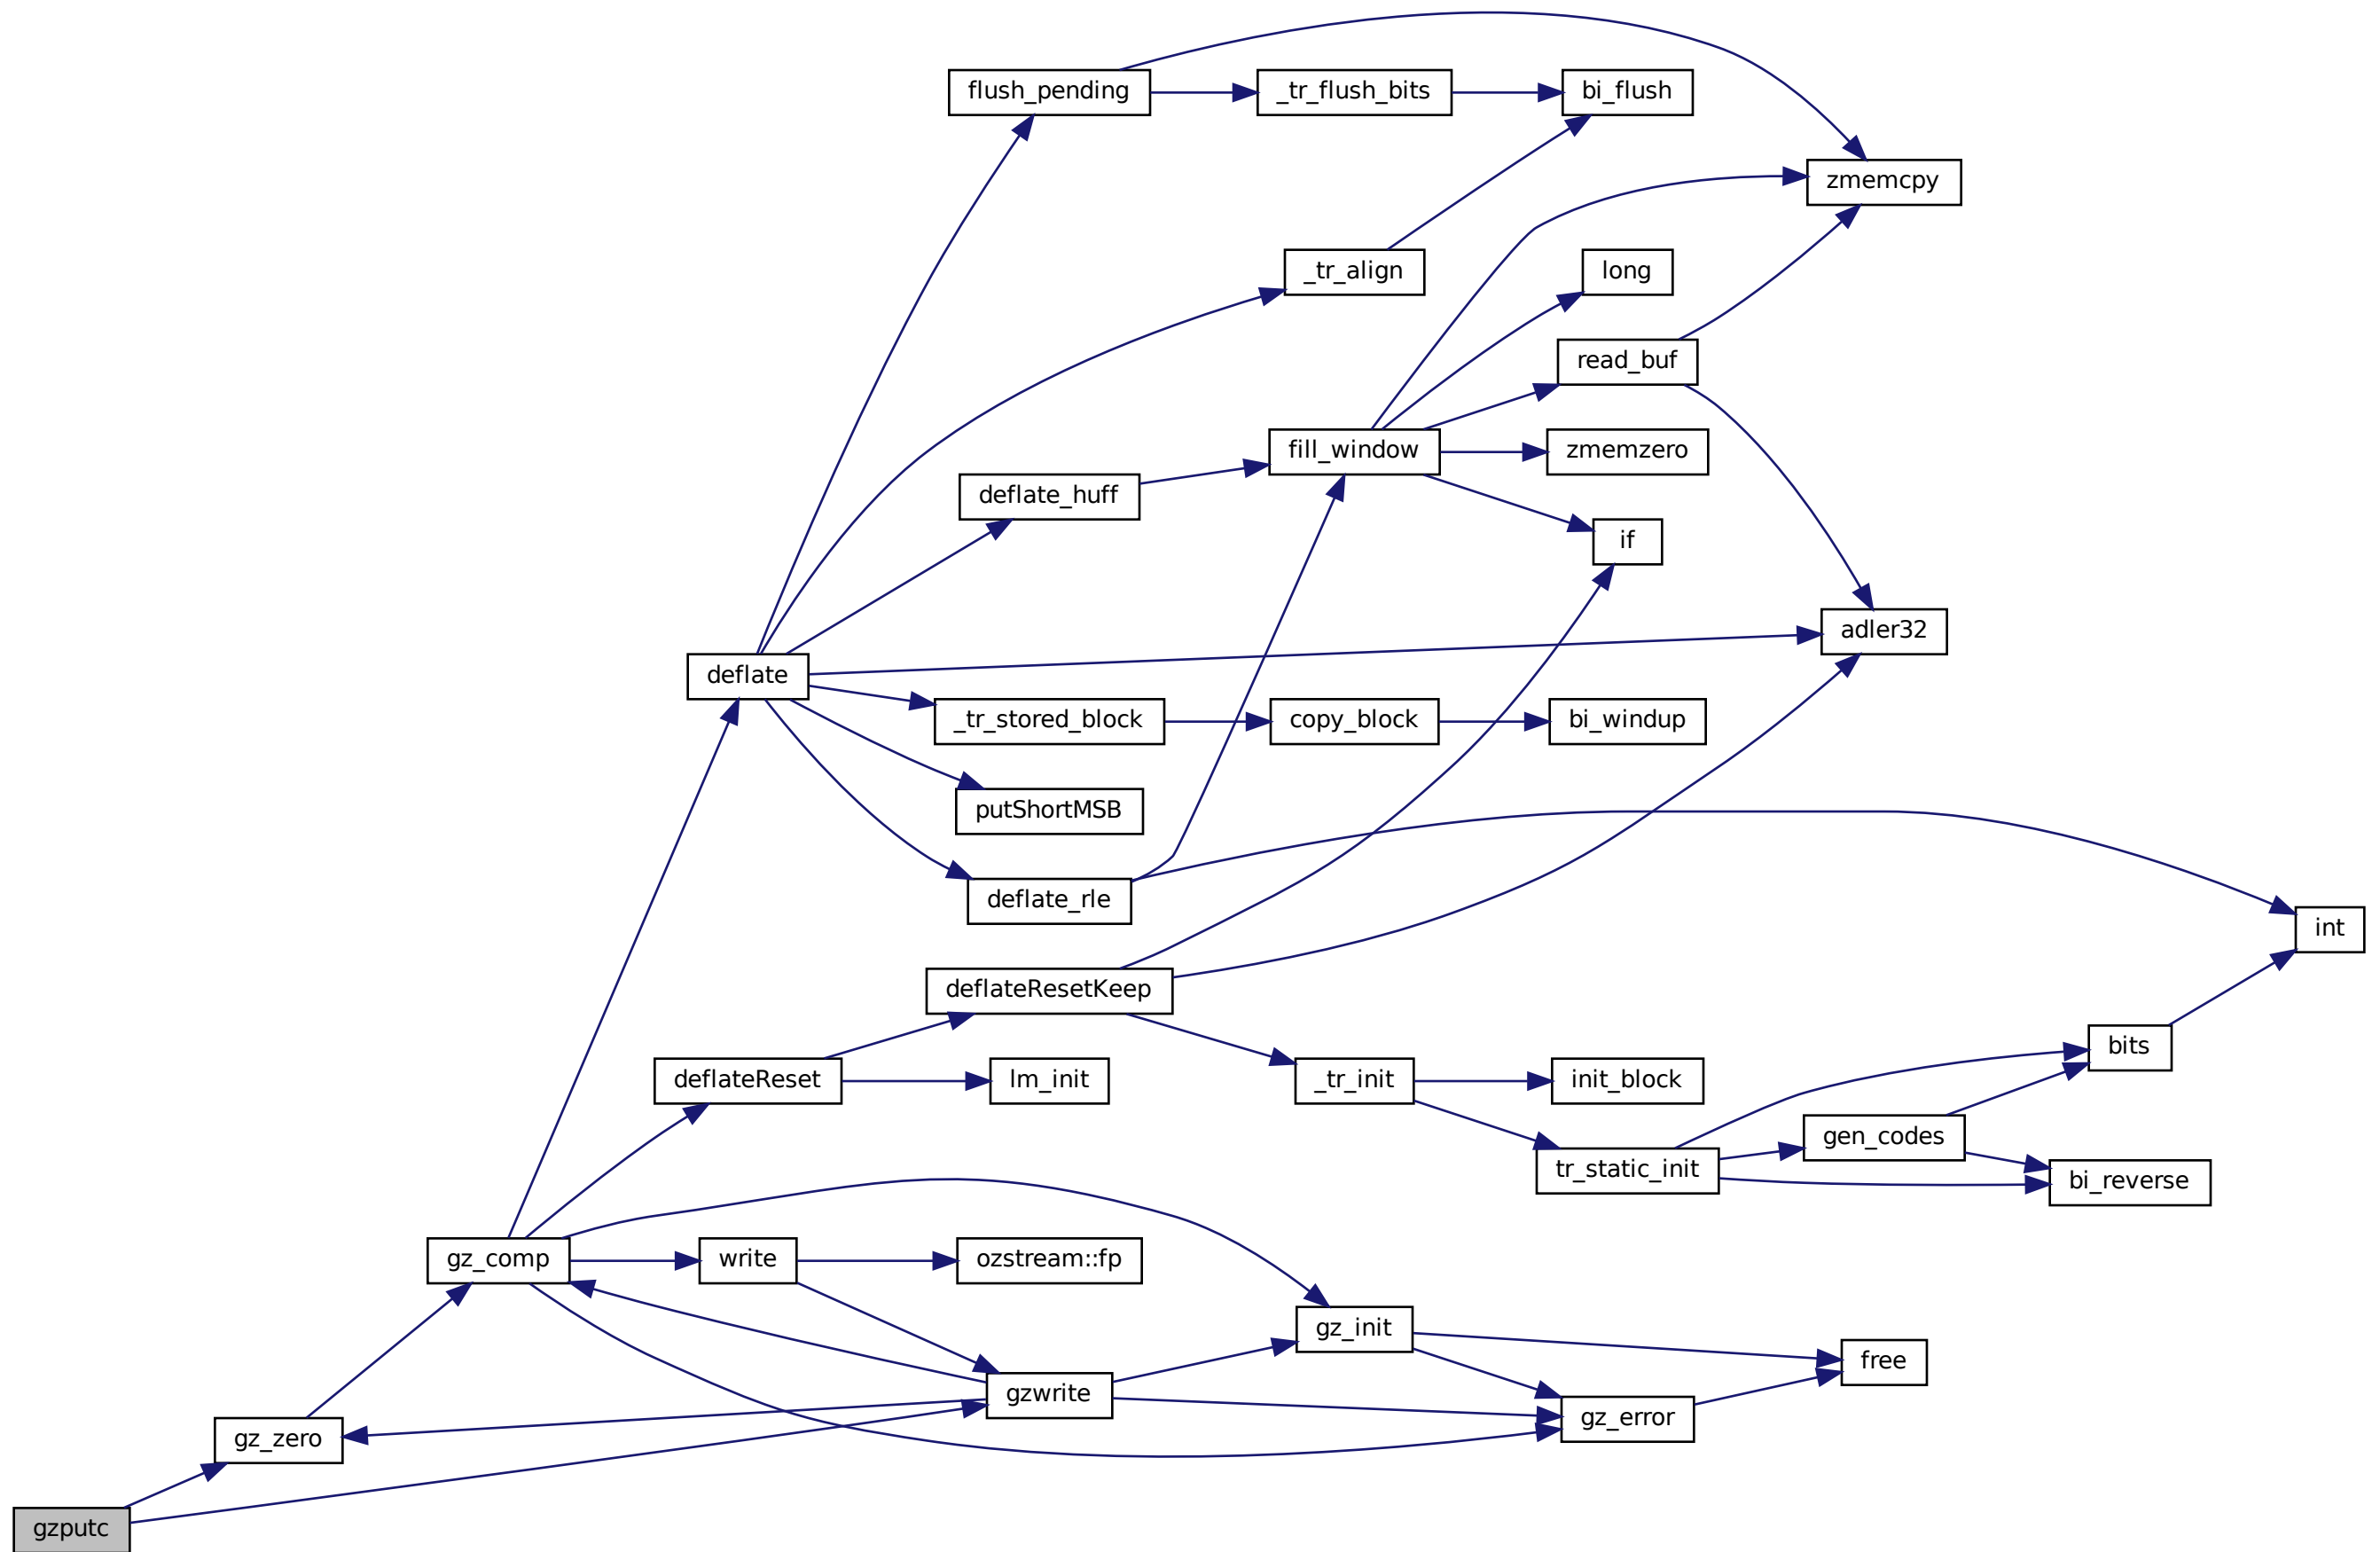 flush_pending
_tr_flush_bits
bi_flush
zmemcpy
_tr_align
long
read_buf
fill_window
zmemzero
deflate_huff
if
adler32
deflate
_tr_stored_block
copy_block
bi_windup
putShortMSB
deflate_rle
int
deflateResetKeep
bits
deflateReset
lm_init
_tr_init
init_block
gen_codes
tr_static_init
bi_reverse
gz_comp
write
ozstream::fp
gz_init
free
gzwrite
gz_error
gz_zero
gzputc